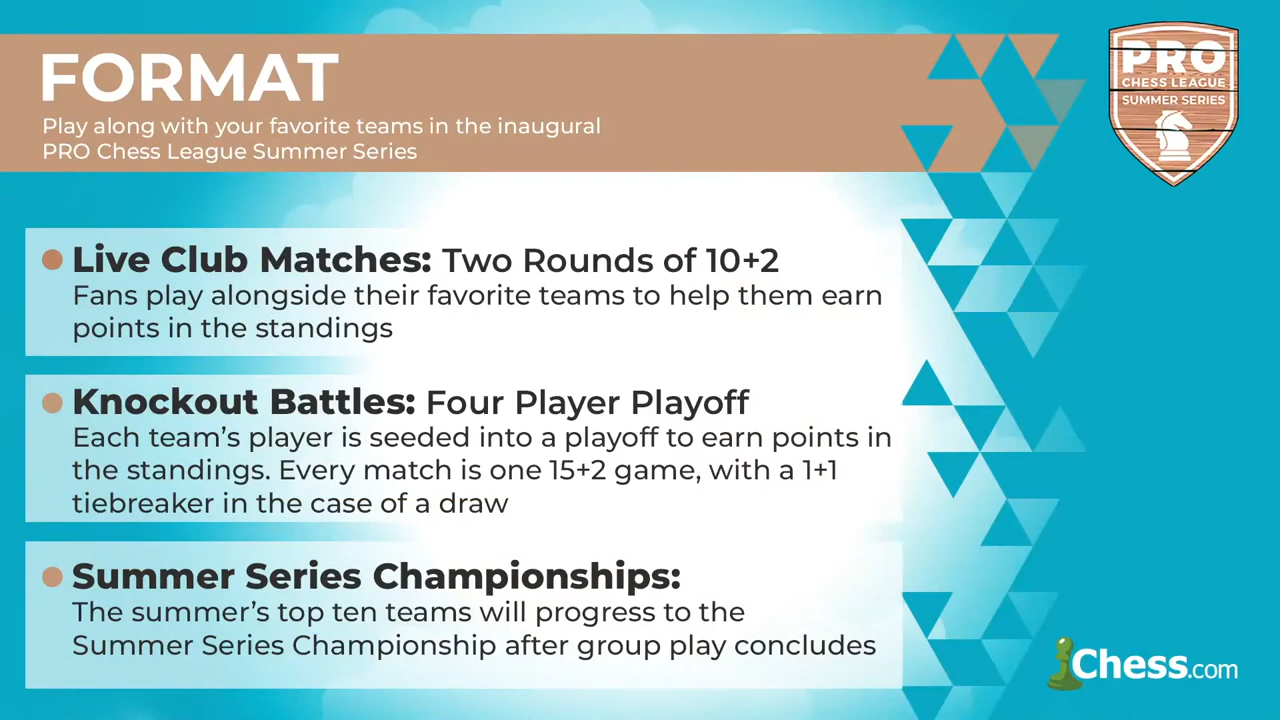 FORMAT
Play along with your favorite teams in the inaugural
PRO Chess League Summer Series
PRO
CHESS LEAGUE
SUMMER SERIES
Live Club Matches: Two Rounds of 10+2
Fans play alongside their favorite teams to help them earn
points in the standings
Knockout Battles: Four Player Playoff
Each team's player is seeded into a playoff to earn points in
the standings. Every match is one 15+2 game, with a 1+1
tiebreaker in the case of a draw
Summer Series Championships:
The summer's top ten teams will progress to the
Summer Series Championship after group play concludes
Chess.com